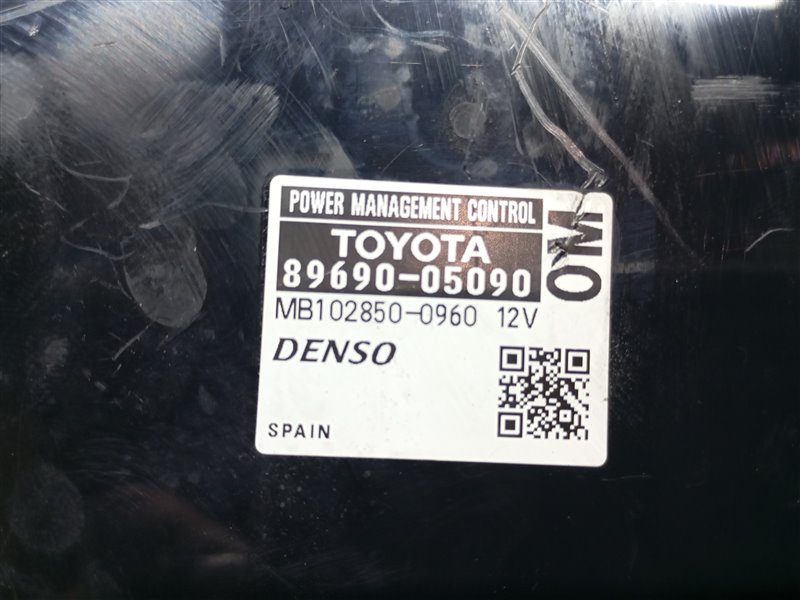 POWER MANAGEMENT CONTROL
TOYOTA
89690-05090
MB102850-0960 12V
DENSO
SPAIN
OM